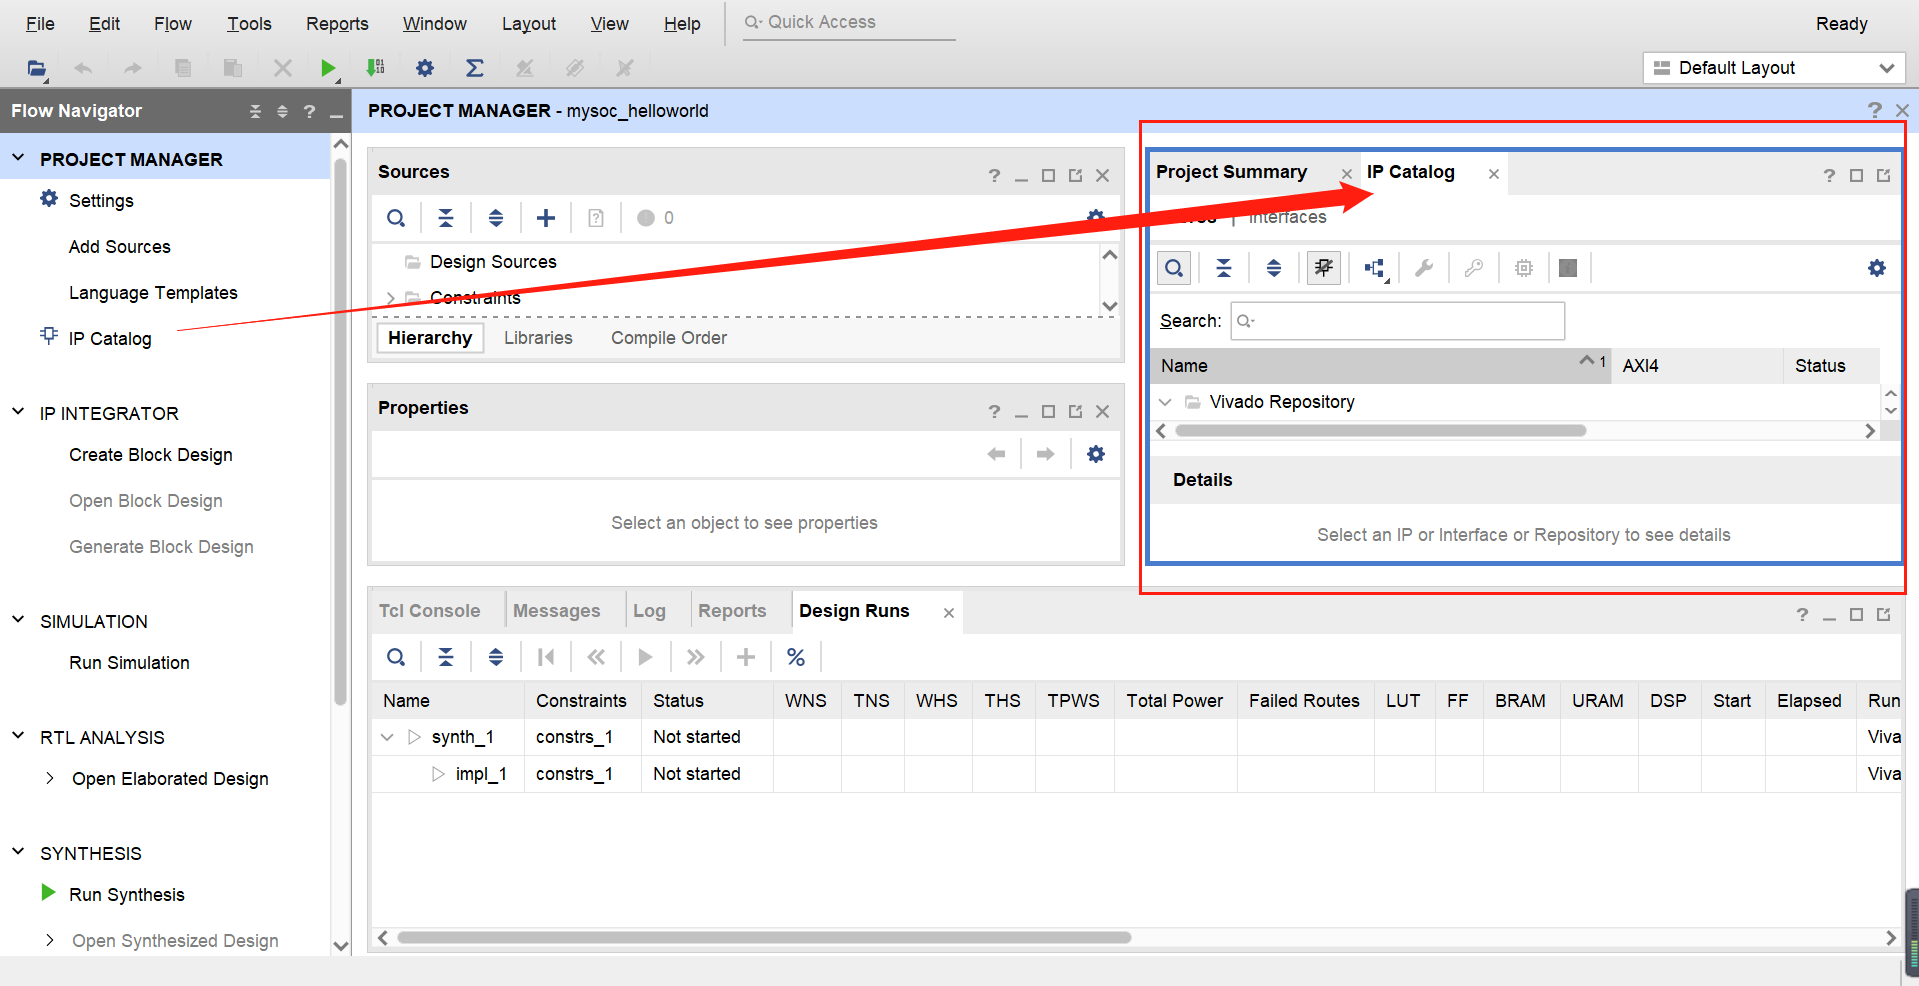 File Edit Flow Tools Reports Window Layout View Help Quick Access Ready
Default Layout
Flow Navigator
PROJECT MANAGER - mysoc_helloworld
PROJECT MANAGER
Settings
Add Sources
Language Templates
IP Catalog
IP INTEGRATOR
Create Block Design
Open Block Design
Generate Block Design
SIMULATION
Run Simulation
RTL ANALYSIS
Open Elaborated Design
SYNTHESIS
Run Synthesis
Open Synthesized Design
Sources
0
Design Sources
Constraints
Hierarchy Libraries Compile Order
Properties
Select an object to see properties
Project Summary IP Catalog
Interfaces
Search:
Name 1 AXI4 Status
Vivado Repository
Details
Select an IP or Interface or Repository to see details
Tcl Console Messages Log Reports Design Runs
Name Constraints Status WNS TNS WHS THS TPWS Total Power Failed Routes LUT FF BRAM URAM DSP Start Elapsed Run
synth_1 constrs_1 Not started Viva
impl_1 constrs_1 Not started Viva